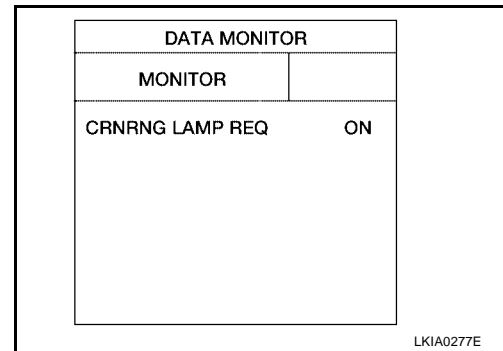 DATA MONITOR
MONITOR
CRNRNG LAMP REQ ON
LKIA0277E